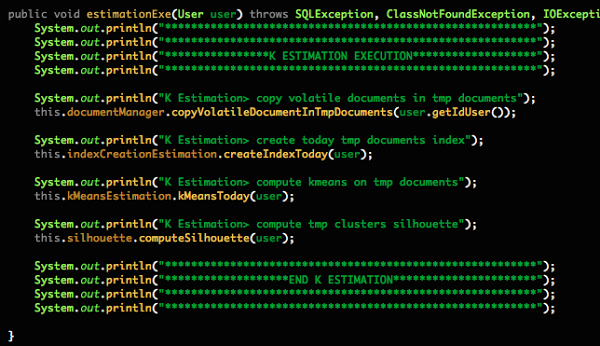 public void estimationExe(User user) throws SQLException, ClassNotFoundException, IOExcepti
System.out.println("****************************************************");
System.out.println("****************************************************");
System.out.println("*****************K ESTIMATION EXECUTION*****************");
System.out.println("****************************************************");
System.out.println("K Estimation> copy volatile documents in tmp documents");
this.documentManager.copyVolatileDocumentInTmpDocuments(user.getIdUser());
System.out.println("K Estimation> create today tmp documents index");
this.indexCreationEstimation.createIndexToday(user);
System.out.println("K Estimation> compute kmeans on tmp documents");
this.kMeansEstimation.kMeansToday(user);
System.out.println("K Estimation> compute tmp clusters silhouette");
this.silhouette.computeSilhouette(user);
System.out.println("****************************************************");
System.out.println("********************END K ESTIMATION********************");
System.out.println("****************************************************");
System.out.println("****************************************************");
}